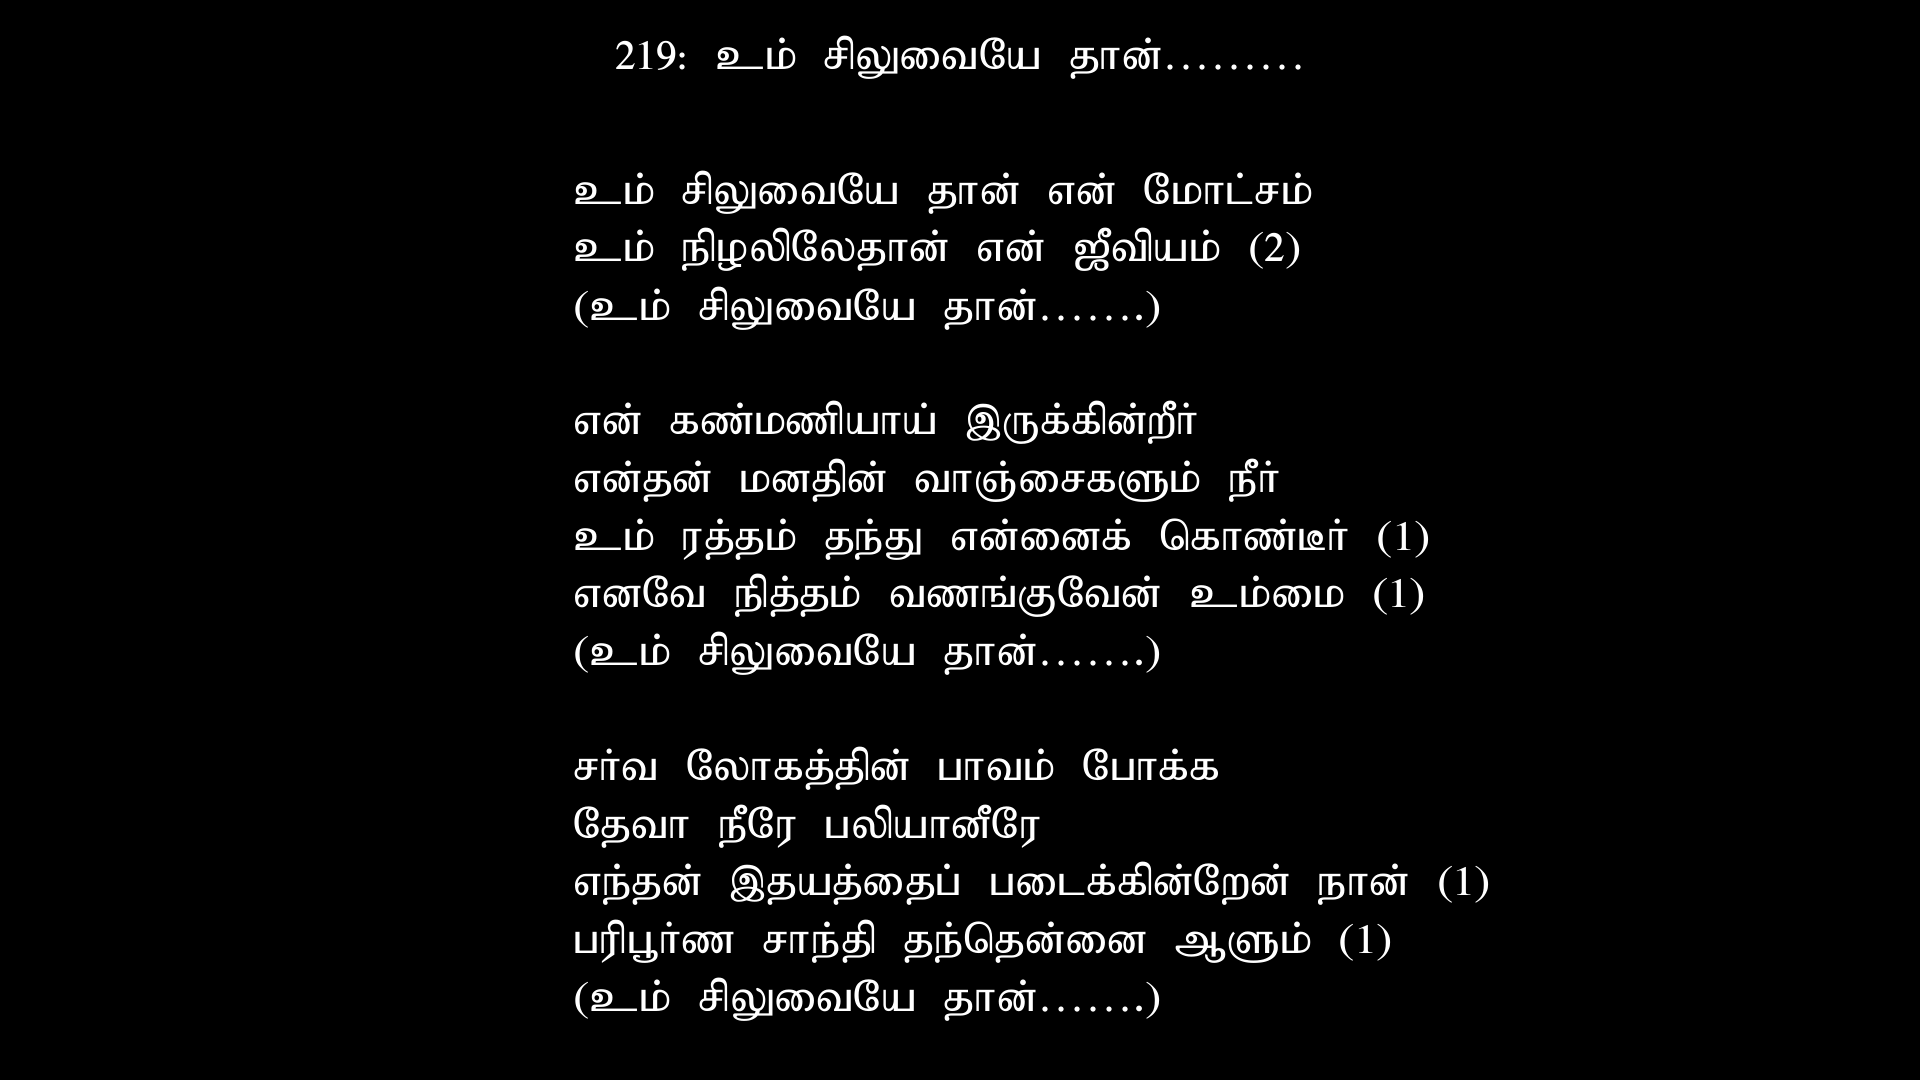 219: உம் சிலுவையே தான்.........
உம் சிலுவையே தான் என் மோட்சம்
உம் நிழலிலேதான் என் ஜீவியம் (2)
(உம் சிலுவையே தான்.......)
என் கண்மணியாய் இருக்கின்றீர்
என்தன் மனதின் வாஞ்சைகளும் நீர்
உம் ரத்தம் தந்து என்னைக் கொண்டீர் (1)
எனவே நித்தம் வணங்குவேன் உம்மை (1)
(உம் சிலுவையே தான்.......)
சர்வ லோகத்தின் பாவம் போக்க
தேவா நீரே பலியானீரே
எந்தன் இதயத்தைப் படைக்கின்றேன் நான் (1)
பரிபூர்ண சாந்தி தந்தென்னை ஆளும் (1)
(உம் சிலுவையே தான்.......)